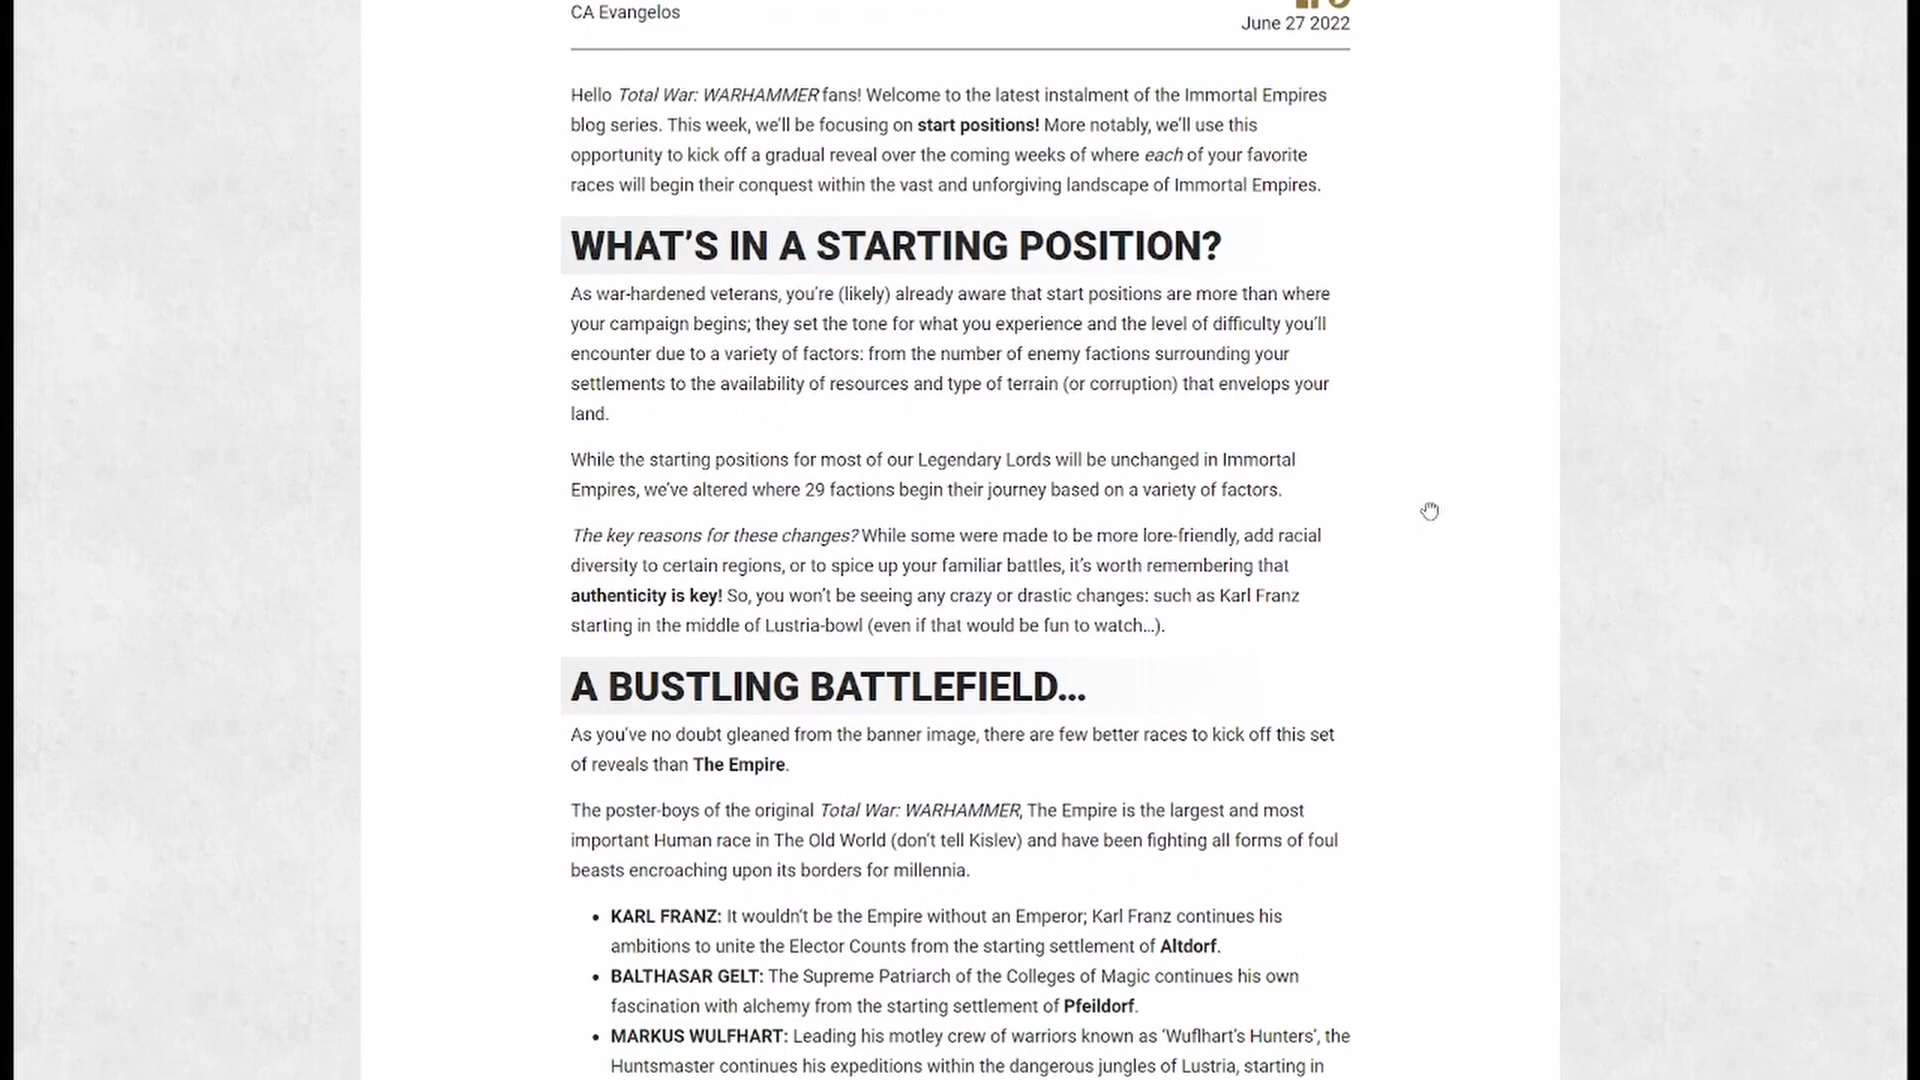 CA Evangelos
June 27 2022
Hello Total War: WARHAMMER fans! Welcome to the latest instalment of the Immortal Empires
blog series. This week, we'll be focusing on start positions! More notably, we'll use this
opportunity to kick off a gradual reveal over the coming weeks of where each of your favorite
races will begin their conquest within the vast and unforgiving landscape of Immortal Empires.
WHAT'S IN A STARTING POSITION?
As war-hardened veterans, you're (likely) already aware that start positions are more than where
your campaign begins; they set the tone for what you experience and the level of difficulty you'll
encounter due to a variety of factors: from the number of enemy factions surrounding your
settlements to the availability of resources and type of terrain (or corruption) that envelops your
land.
While the starting positions for most of our Legendary Lords will be unchanged in Immortal
Empires, we've altered where 29 factions begin their journey based on a variety of factors.
The key reasons for these changes? While some were made to be more lore-friendly, add racial
diversity to certain regions, or to spice up your familiar battles, it's worth remembering that
authenticity is key! So, you won't be seeing any crazy or drastic changes: such as Karl Franz
starting in the middle of Lustria-bowl (even if that would be fun to watch...).
A BUSTLING BATTLEFIELD...
As you've no doubt gleaned from the banner image, there are few better races to kick off this set
of reveals than The Empire.
The poster-boys of the original Total War: WARHAMMER, The Empire is the largest and most
important Human race in The Old World (don't tell Kislev) and have been fighting all forms of foul
beasts encroaching upon its borders for millennia.
• KARL FRANZ: It wouldn't be the Empire without an Emperor; Karl Franz continues his
ambitions to unite the Elector Counts from the starting settlement of Altdorf.
• BALTHASAR GELT: The Supreme Patriarch of the Colleges of Magic continues his own
fascination with alchemy from the starting settlement of Pfeildorf.
• MARKUS WULFHART: Leading his motley crew of warriors known as 'Wuflhart's Hunters', the
Huntsmaster continues his expeditions within the dangerous jungles of Lustria, starting in